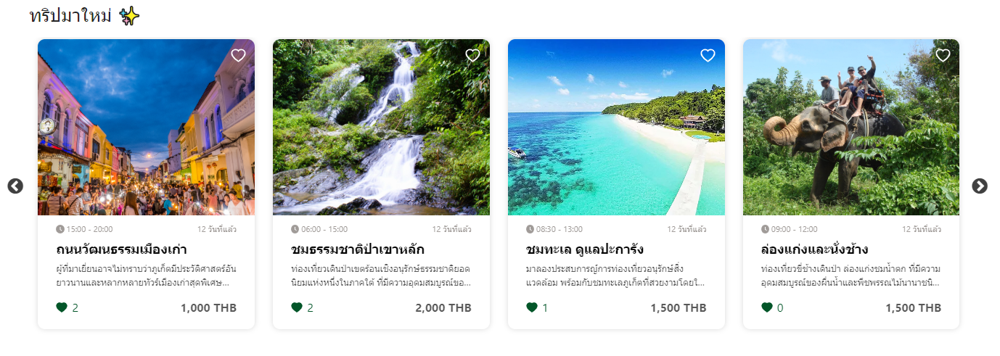 ทริปมาใหม่ ✨
15:00 - 20:00 12 วันที่แล้ว
ถนนวัฒนธรรมเมืองเก่า
ผู้ที่มาเยี่ยนอาจไม่ทราบว่าภูเก็ตมีประวัติศาสตร์อัน
ยาวนานและหลากหลายทัวร์เมืองเก่าสุดพิเศษ...
2 1,000 THB
06:00 - 15:00 12 วันที่แล้ว
ชมธรรมชาติป่าเขาหลัก
ท่องเที่ยวเดินป่าเขตร้อนเชิงอนุรักษ์ธรรมชาติยอด
นิยมแห่งหนึ่งในภาคใต้ ที่มีความอุดมสมบูรณ์ขอ...
2 2,000 THB
08:30 - 13:00 12 วันที่แล้ว
ชมทะเล ดูแลปะการัง
มาลองประสบการณ์การท่องเที่ยวอนุรักษ์สิ่ง
แวดล้อม พร้อมกับชมทะเลภูเก็ตที่สวยงามโดยใ...
1 1,500 THB
09:00 - 12:00 12 วันที่แล้ว
ล่องแก่งและนั่งช้าง
ท่องเที่ยวขี่ช้างเดินป่า ล่องแก่งชมน้ำตก ที่มีความ
อุดมสมบูรณ์ของผืนน้ำและพืชพรรณไม้นานาชนิ...
0 1,500 THB